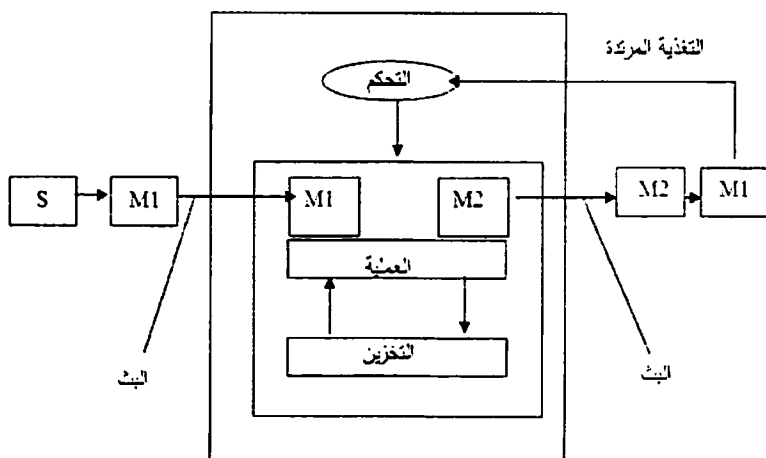 التغذية المرتدة
التحكم
S
M1
M1
M2
M2
M1
العملية
التخزين
البث
البث